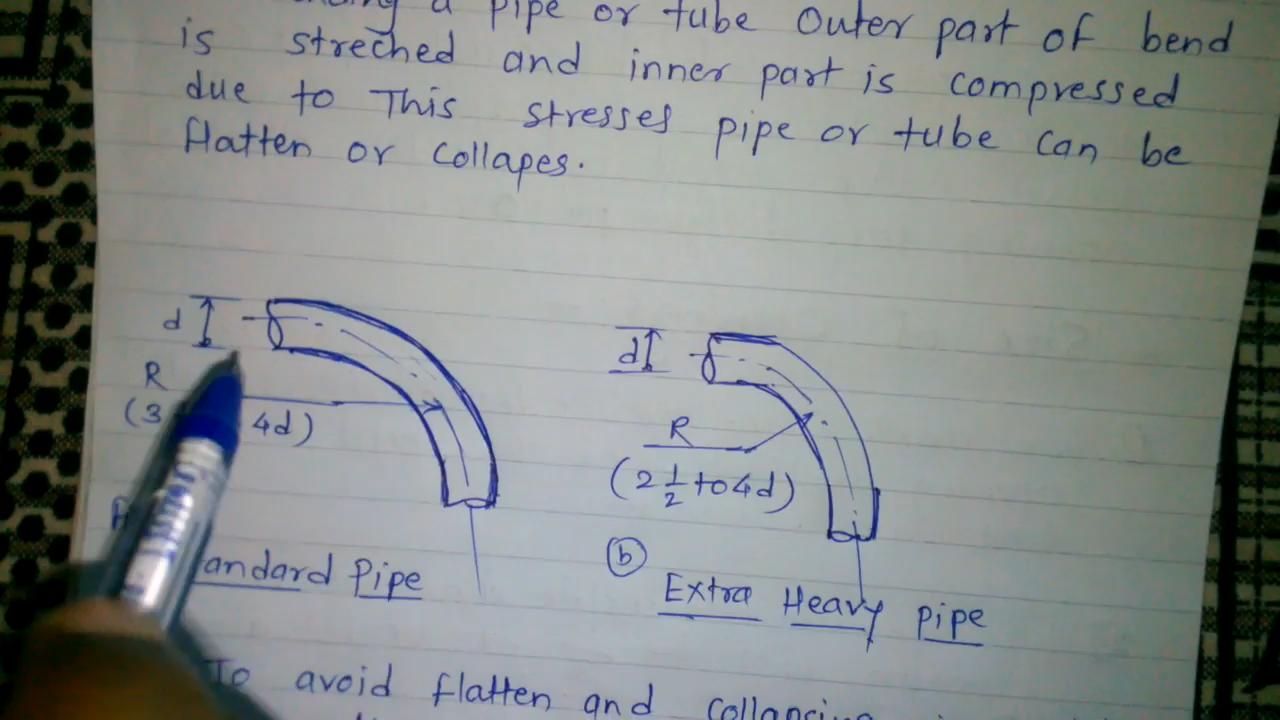 a pipe or tube Outer part of bend
is streched and inner part is compressed
due to This stresses pipe or tube can be
flatten or collapes.
d
R
(3 4d)
d
R
(2 1/2 to 4d)
Pipe
b
Extra Heavy pipe
To avoid flatten and